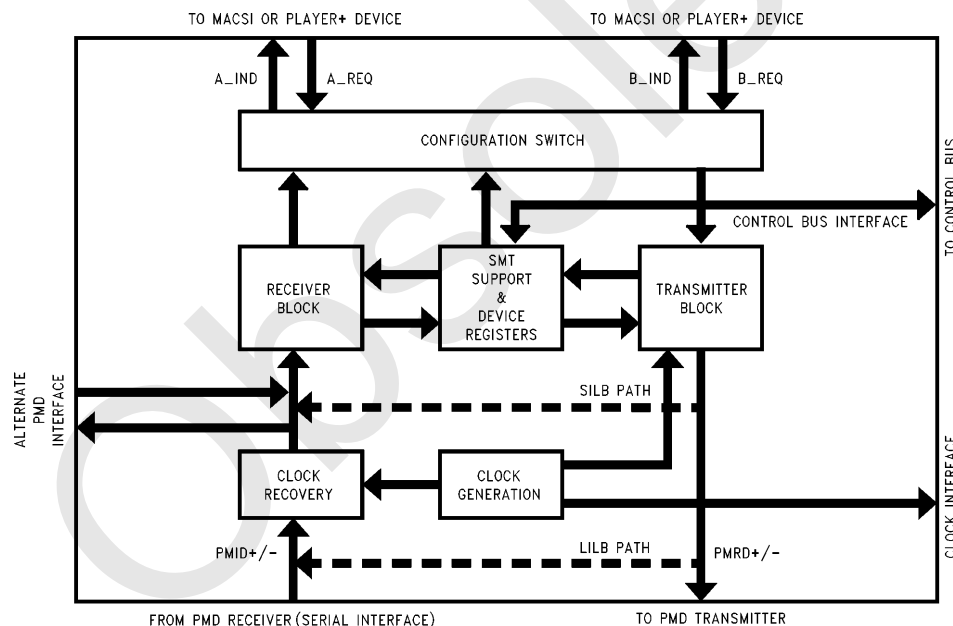 TO MACSI OR PLAYER+ DEVICE
TO MACSI OR PLAYER+ DEVICE
A_IND
A_REQ
B_IND
B_REQ
CONFIGURATION SWITCH
TO CONTROL BUS
CONTROL BUS INTERFACE
RECEIVER
BLOCK
SMT
SUPPORT
&
DEVICE
REGISTERS
TRANSMITTER
BLOCK
ALTERNATE
PMD
INTERFACE
SILB PATH
CLOCK
RECOVERY
CLOCK
GENERATION
CLOCK INTERFACE
PMID+/-
LILB PATH
PMRD+/-
FROM PMD RECEIVER(SERIAL INTERFACE)
TO PMD TRANSMITTER
Obsole